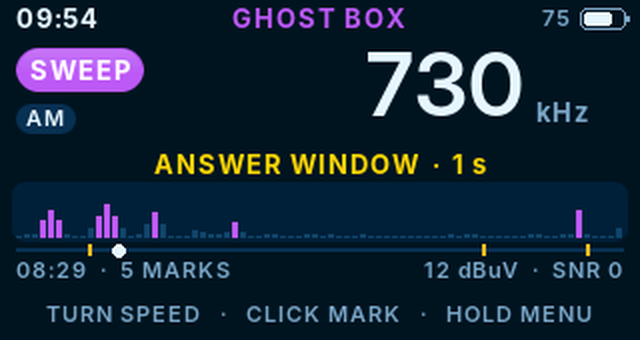 09:54 GHOST BOX 75
SWEEP
730 kHz
AM
ANSWER WINDOW · 1 s
08:29 · 5 MARKS 12 dBuV · SNR 0
TURN SPEED · CLICK MARK · HOLD MENU